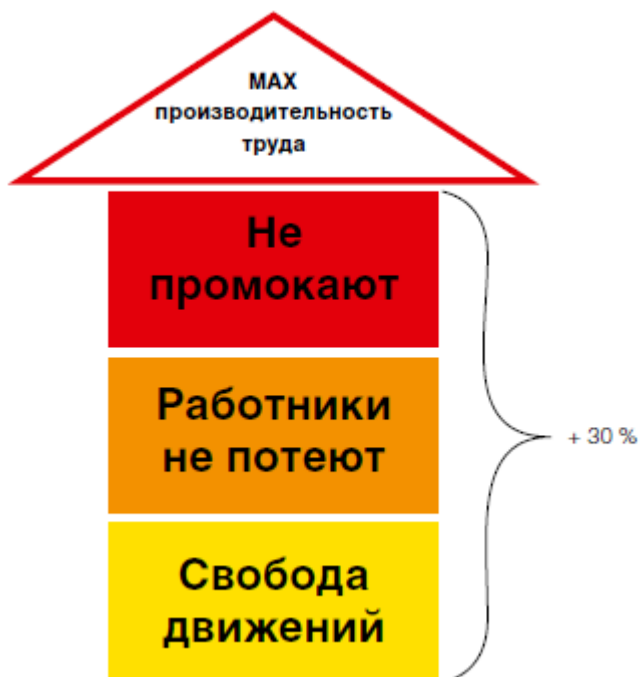 MAX
производительность
труда
Не
промокают
Работники
не потеют
+ 30 %
Свобода
движений